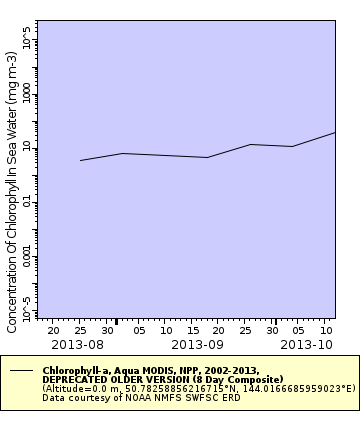 Concentration Of Chlorophyll In Sea Water (mg m-3)
10^5
1000
10
0.1
0.001
10^-5
20 25 30 05 10 15 20 25 30 05 10
2013-08 2013-09 2013-10
Chlorophyll-a, Aqua MODIS, NPP, 2002-2013,
DEPRECATED OLDER VERSION (8 Day Composite)
(Altitude=0.0 m, 50.78258856216715°N, 144.0166685959023°E)
Data courtesy of NOAA NMFS SWFSC ERD